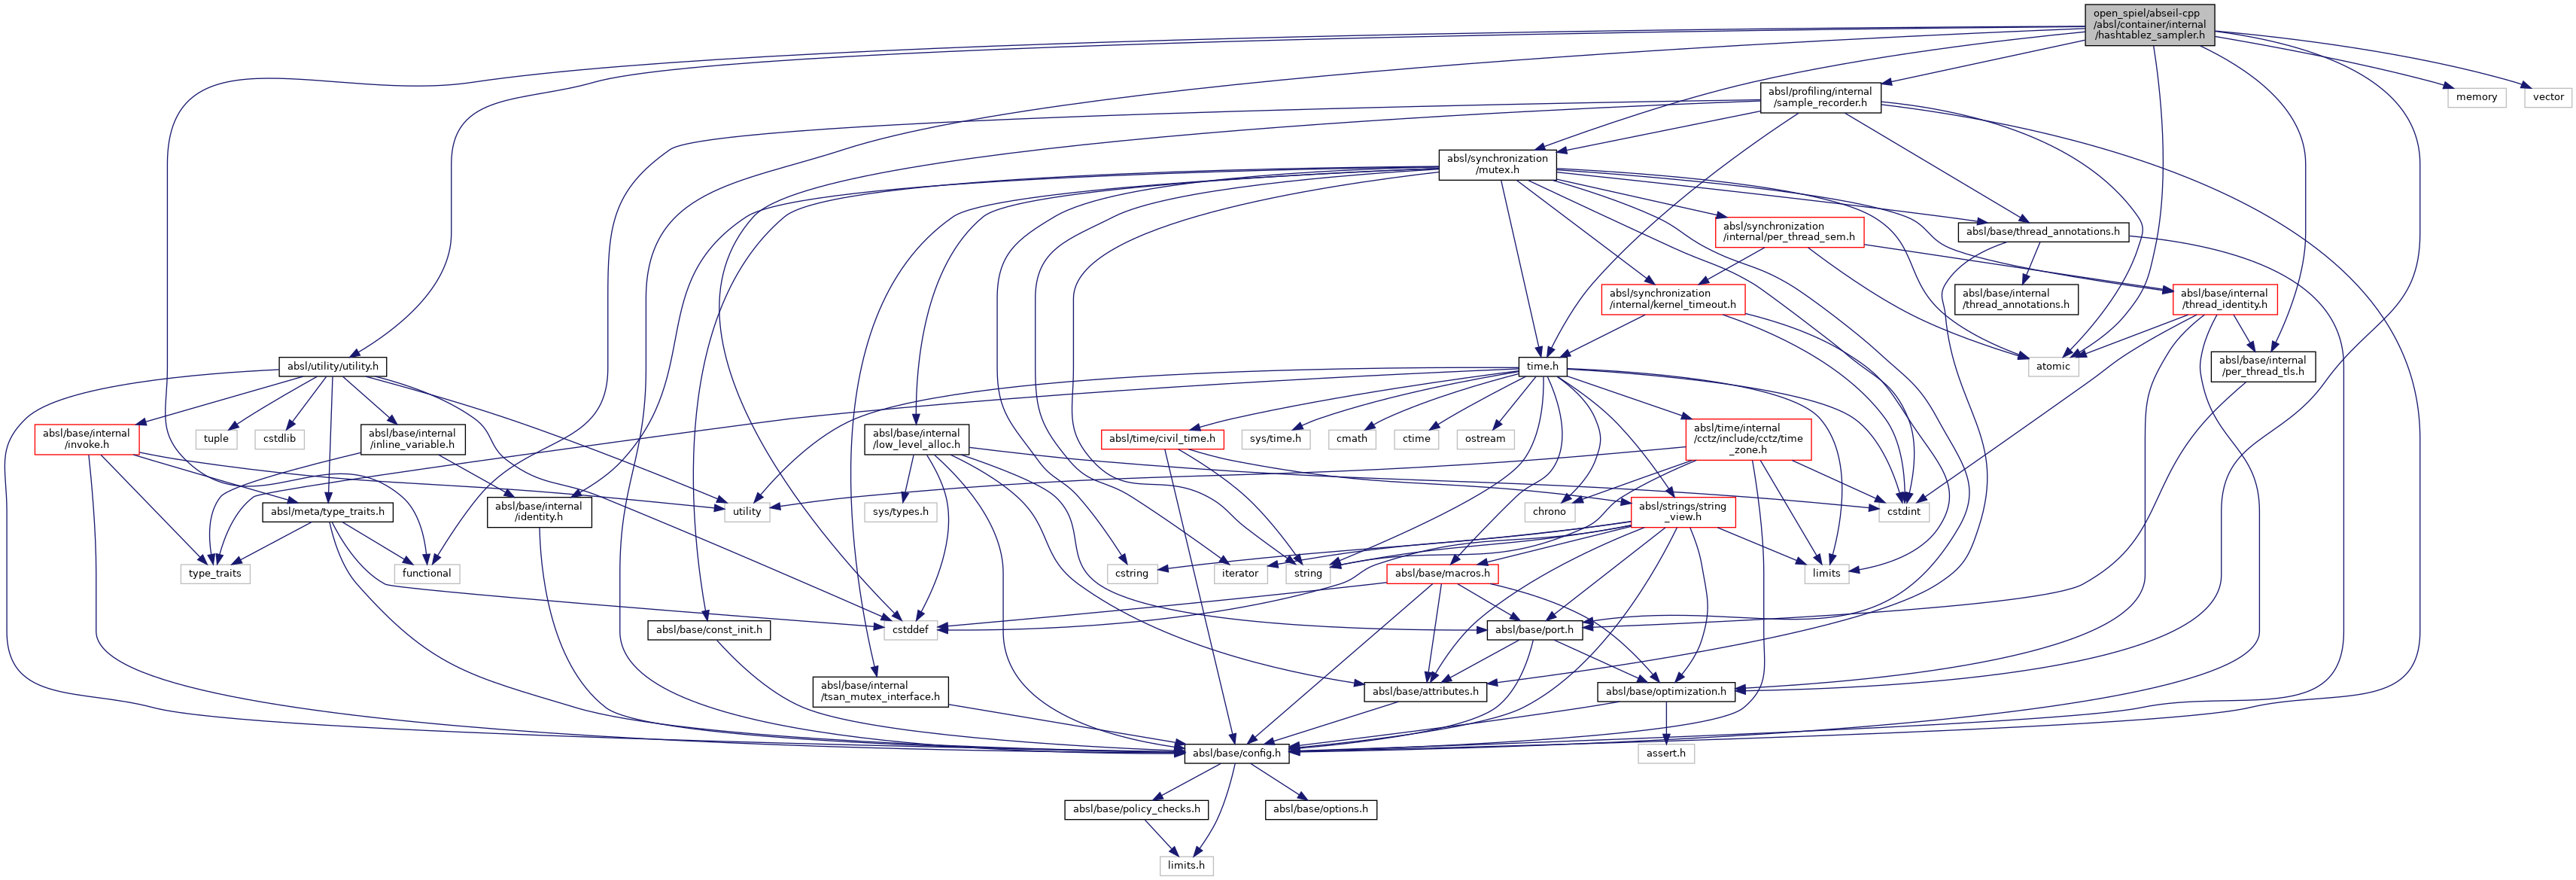 open_spiel/abseil-cpp
/absl/container/internal
/hashtablez_sampler.h
absl/profiling/internal
/sample_recorder.h
memory
vector
absl/synchronization
/mutex.h
absl/synchronization
/internal/per_thread_sem.h
absl/base/thread_annotations.h
absl/synchronization
/internal/kernel_timeout.h
absl/base/internal
/thread_annotations.h
absl/base/internal
/thread_identity.h
absl/utility/utility.h
time.h
atomic
absl/base/internal
/per_thread_tls.h
absl/base/internal
/invoke.h
tuple
cstdlib
absl/base/internal
/inline_variable.h
absl/base/internal
/low_level_alloc.h
absl/time/civil_time.h
sys/time.h
cmath
ctime
ostream
absl/time/internal
/cctz/include/cctz/time
_zone.h
absl/meta/type_traits.h
absl/base/internal
/identity.h
utility
sys/types.h
chrono
absl/strings/string
_view.h
cstdint
type_traits
functional
cstring
iterator
string
absl/base/macros.h
limits
absl/base/const_init.h
cstddef
absl/base/port.h
absl/base/internal
/tsan_mutex_interface.h
absl/base/attributes.h
absl/base/optimization.h
absl/base/config.h
assert.h
absl/base/policy_checks.h
absl/base/options.h
limits.h